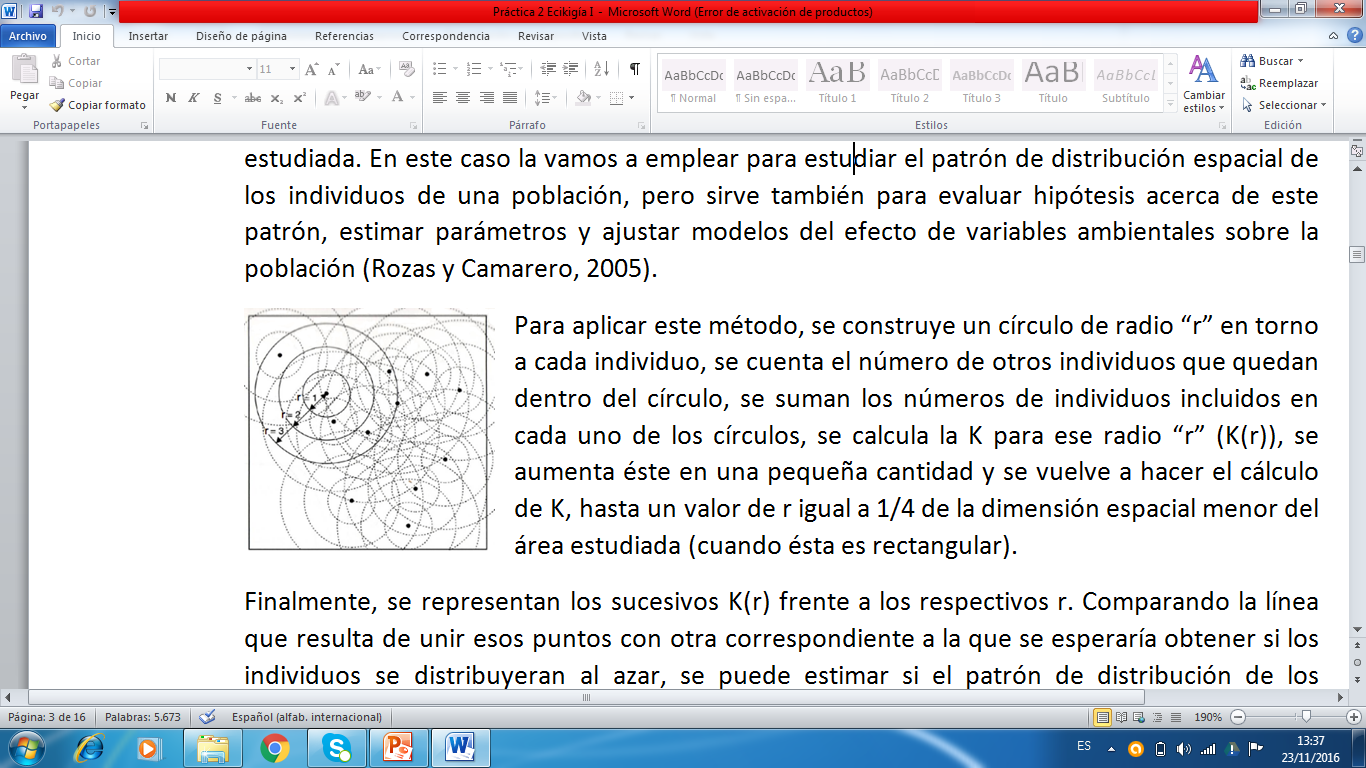 Práctica 2 Ecikigía I - Microsoft Word (Error de activación de productos)
Archivo Inicio Insertar Diseño de página Referencias Correspondencia Revisar Vista
Pegar
Cortar
Copiar
Copiar formato
11
N K S abc x₂ x² A ab A
AaBbCcDc AaBbCcDc AaB AaBbCcD AaBbCcDc AaB AaBbCcL
¶ Normal ¶ Sin espa... Título 1 Título 2 Título 3 Título Subtítulo
Cambiar estilos
Buscar
Reemplazar
Seleccionar
Portapapeles Fuente Párrafo Estilos Edición
estudiada. En este caso la vamos a emplear para estudiar el patrón de distribución espacial de
los individuos de una población, pero sirve también para evaluar hipótesis acerca de este
patrón, estimar parámetros y ajustar modelos del efecto de variables ambientales sobre la
población (Rozas y Camarero, 2005).
r = 1
r = 2
r = 3
Para aplicar este método, se construye un círculo de radio “r” en torno
a cada individuo, se cuenta el número de otros individuos que quedan
dentro del círculo, se suman los números de individuos incluidos en
cada uno de los círculos, se calcula la K para ese radio “r” (K(r)), se
aumenta éste en una pequeña cantidad y se vuelve a hacer el cálculo
de K, hasta un valor de r igual a 1/4 de la dimensión espacial menor del
área estudiada (cuando ésta es rectangular).
Finalmente, se representan los sucesivos K(r) frente a los respectivos r. Comparando la línea
que resulta de unir esos puntos con otra correspondiente a la que se esperaría obtener si los
individuos se distribuyeran al azar, se puede estimar si el patrón de distribución de los
Página: 3 de 16 Palabras: 5.673 Español (alfab. internacional) 190%
ES 13:37
23/11/2016